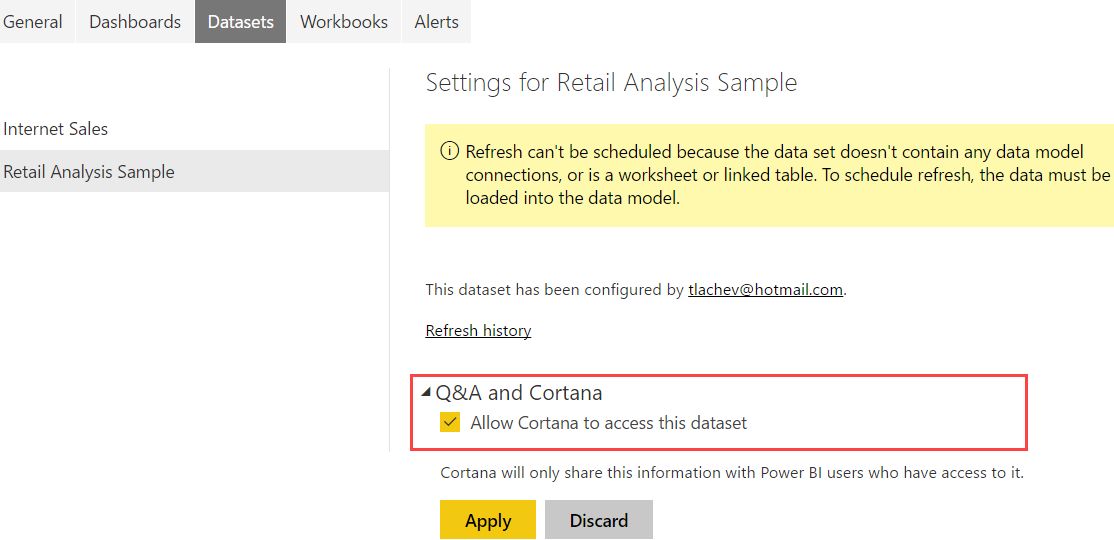 General Dashboards Datasets Workbooks Alerts
Internet Sales
Retail Analysis Sample
Settings for Retail Analysis Sample
Refresh can't be scheduled because the data set doesn't contain any data model
connections, or is a worksheet or linked table. To schedule refresh, the data must be
loaded into the data model.
This dataset has been configured by tlachev@hotmail.com.
Refresh history
Q&A and Cortana
Allow Cortana to access this dataset
Cortana will only share this information with Power BI users who have access to it.
Apply Discard